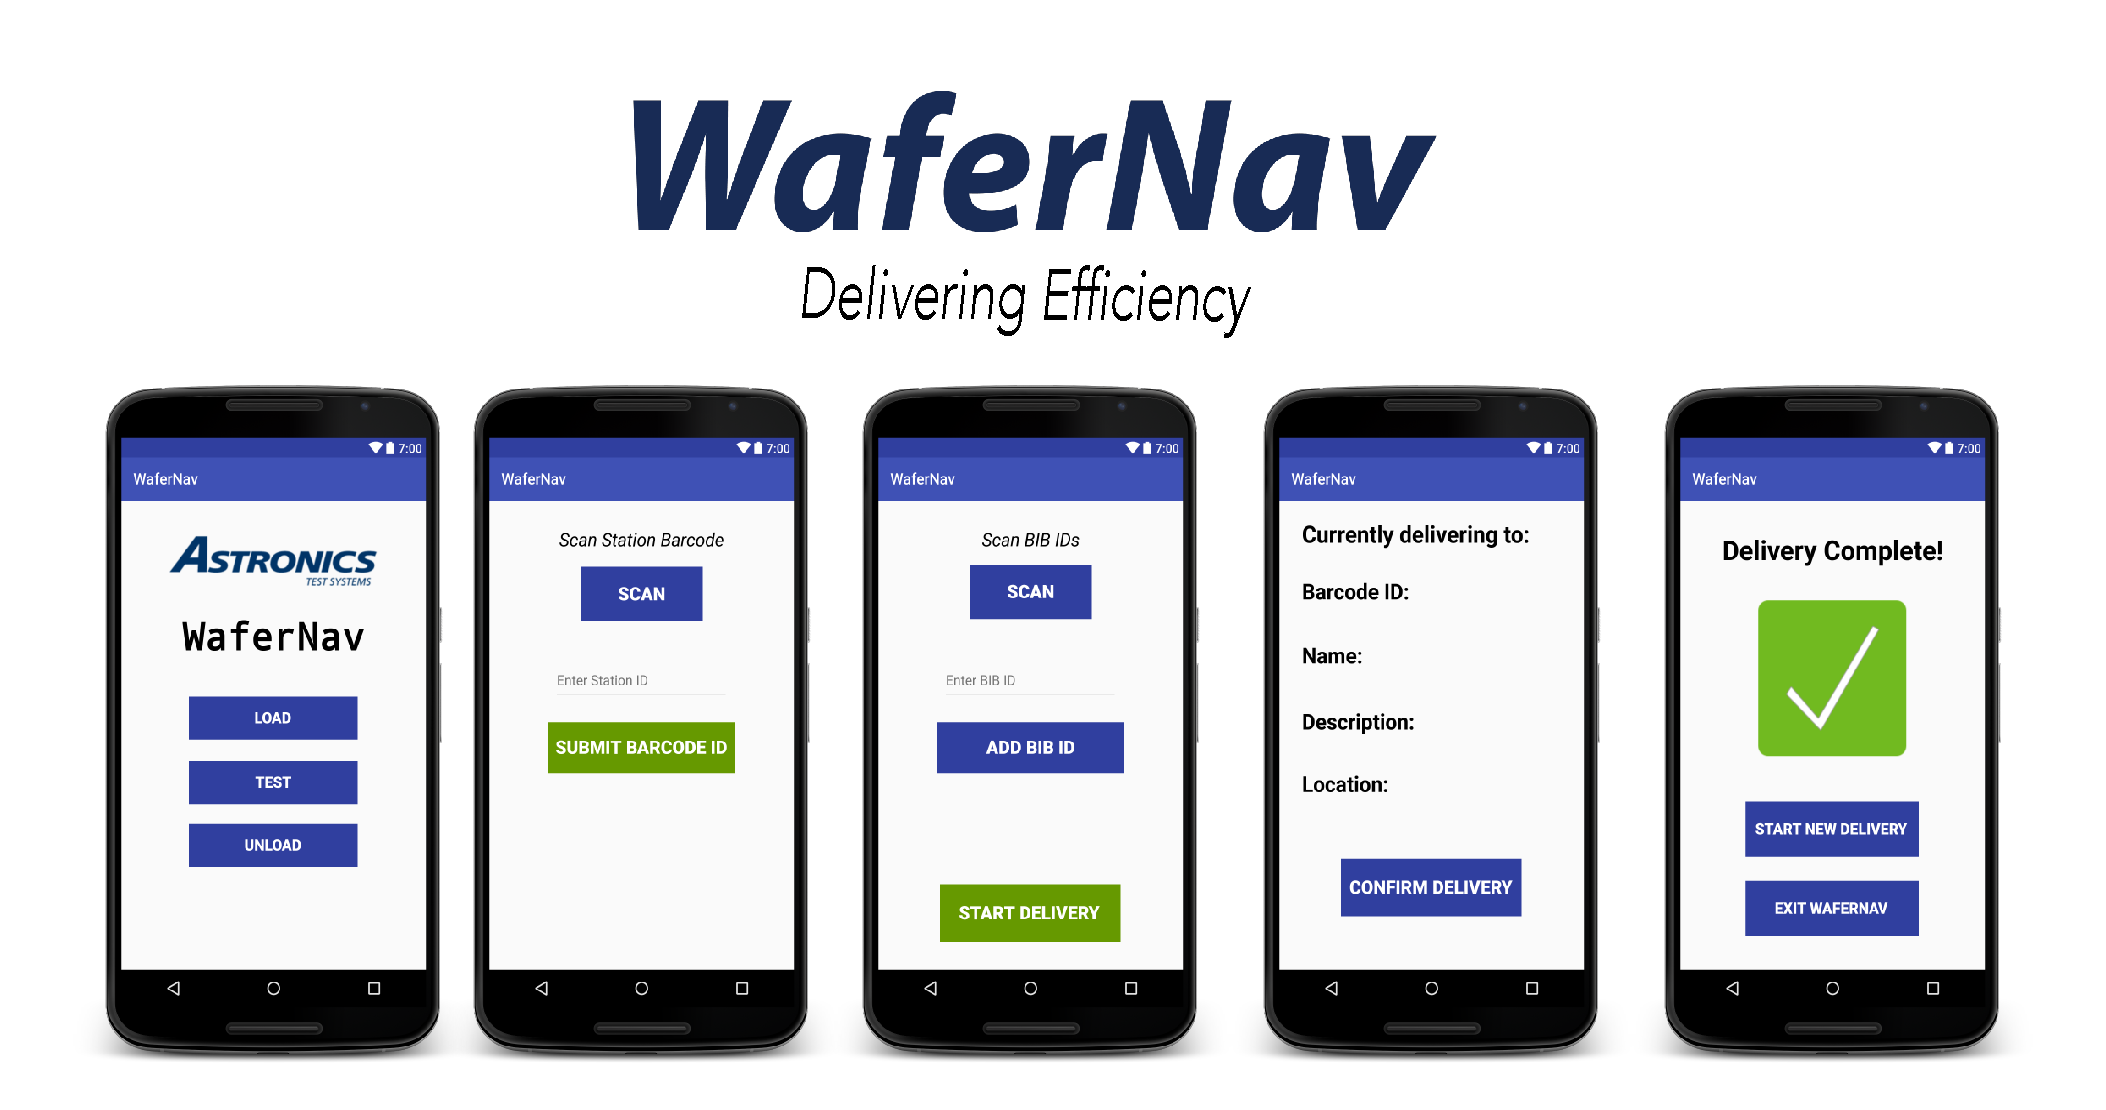 WaferNav
Delivering Efficiency
7:00
WaferNav
ASTRONICS
TEST SYSTEMS
WaferNav
LOAD
TEST
UNLOAD
7:00
WaferNav
Scan Station Barcode
SCAN
Enter Station ID
SUBMIT BARCODE ID
7:00
WaferNav
Scan BIB IDs
SCAN
Enter BIB ID
ADD BIB ID
START DELIVERY
7:00
WaferNav
Currently delivering to:
Barcode ID:
Name:
Description:
Location:
CONFIRM DELIVERY
7:00
WaferNav
Delivery Complete!
START NEW DELIVERY
EXIT WAFERNAV